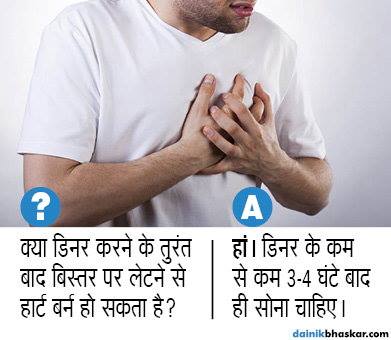 ?
A
क्या डिनर करने के तुरंत
बाद बिस्तर पर लेटने से
हार्ट बर्न हो सकता है?
हां। डिनर के कम
से कम 3-4 घंटे बाद
ही सोना चाहिए।
dainikbhaskar.com